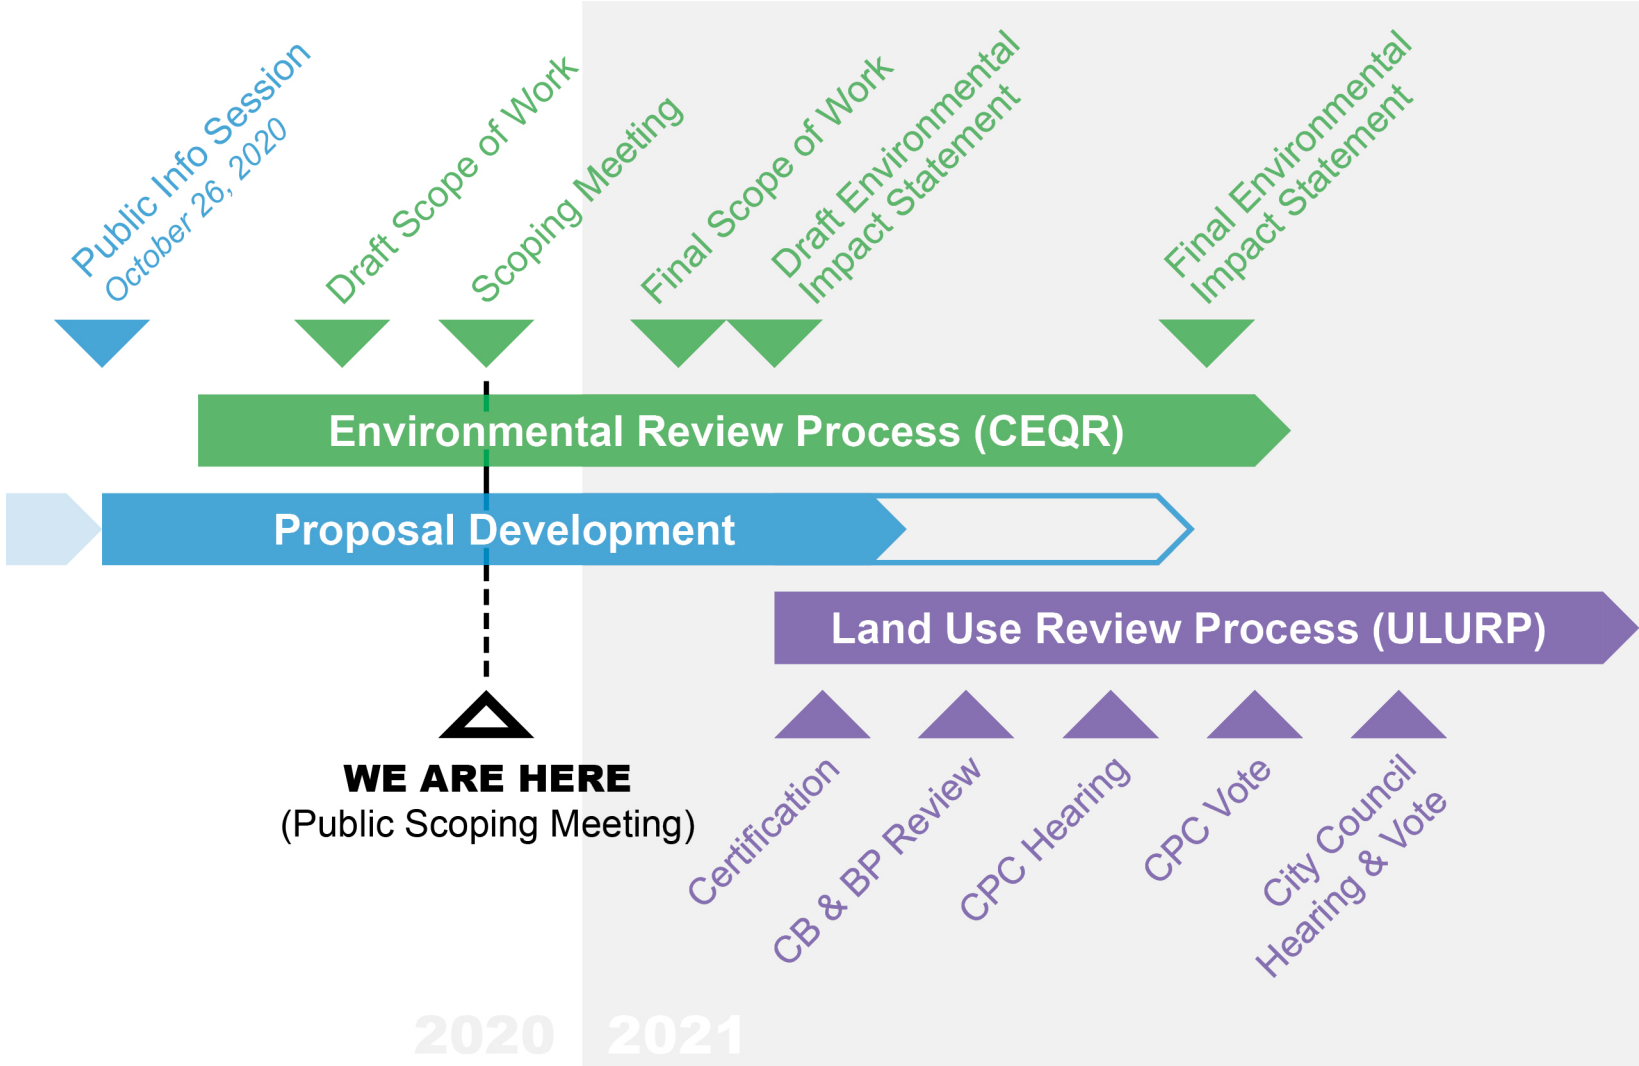 Public Info Session
October 26, 2020
Draft Scope of Work
Scoping Meeting
Final Scope of Work
Draft Environmental
Impact Statement
Final Environmental
Impact Statement
Environmental Review Process (CEQR)
Proposal Development
Land Use Review Process (ULURP)
WE ARE HERE
(Public Scoping Meeting)
Certification
CB & BP Review
CPC Hearing
CPC Vote
City Council
Hearing & Vote
2020
2021